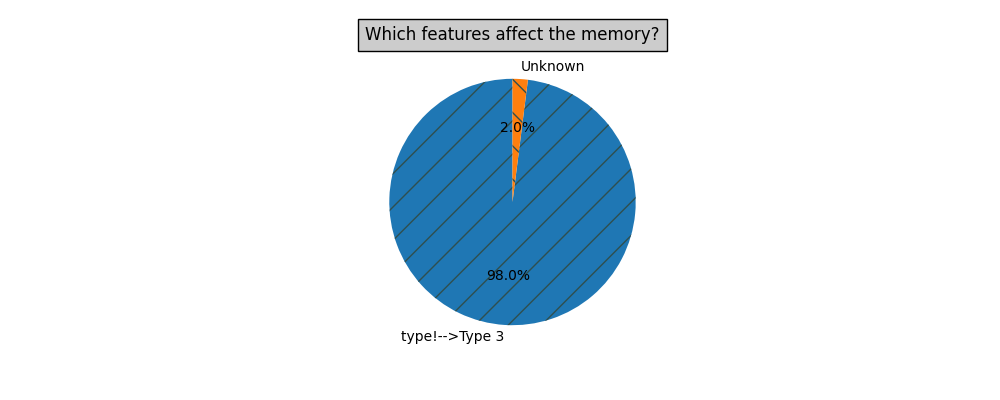 Which features affect the memory?
Unknown
2.0%
98.0%
type!-->Type 3